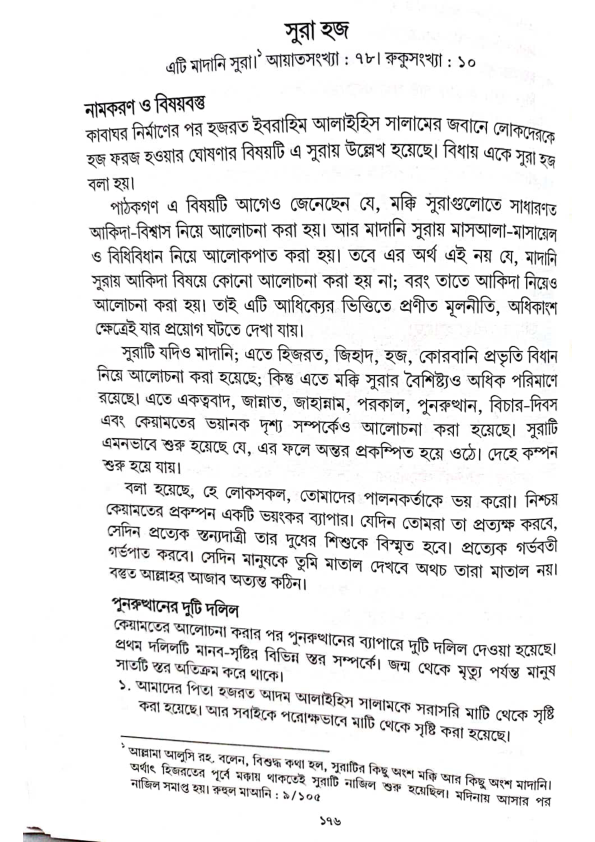 সুরা হজ
এটি মাদানি সুরা।১ আয়াতসংখ্যা : ৭৮। রুকুসংখ্যা : ১০
নামকরণ ও বিষয়বস্তু
কাবাঘর নির্মাণের পর হজরত ইবরাহিম আলাইহিস সালামের জবানে লোকদেরকে
হজ ফরজ হওয়ার ঘোষণার বিষয়টি এ সুরায় উল্লেখ হয়েছে। বিধায় একে সুরা হজ
বলা হয়।
পাঠকগণ এ বিষয়টি আগেও জেনেছেন যে, মক্কি সুরাগুলোতে সাধারণত
আকিদা-বিশ্বাস নিয়ে আলোচনা করা হয়। আর মাদানি সুরায় মাসআলা-মাসায়েল
ও বিধিবিধান নিয়ে আলোকপাত করা হয়। তবে এর অর্থ এই নয় যে, মাদানি
সুরায় আকিদা বিষয়ে কোনো আলোচনা করা হয় না; বরং তাতে আকিদা নিয়েও
আলোচনা করা হয়। তাই এটি আধিক্যের ভিত্তিতে প্রণীত মূলনীতি, অধিকাংশ
ক্ষেত্রেই যার প্রয়োগ ঘটতে দেখা যায়।
সুরাটি যদিও মাদানি; এতে হিজরত, জিহাদ, হজ, কোরবানি প্রভৃতি বিধান
নিয়ে আলোচনা করা হয়েছে; কিন্তু এতে মক্কি সুরার বৈশিষ্ট্যও অধিক পরিমাণে
রয়েছে। এতে একত্ববাদ, জান্নাত, জাহান্নাম, পরকাল, পুনরুত্থান, বিচার-দিবস
এবং কেয়ামতের ভয়ানক দৃশ্য সম্পর্কেও আলোচনা করা হয়েছে। সুরাটি
এমনভাবে শুরু হয়েছে যে, এর ফলে অন্তর প্রকম্পিত হয়ে ওঠে। দেহে কম্পন
শুরু হয়ে যায়।
বলা হয়েছে, হে লোকসকল, তোমাদের পালনকর্তাকে ভয় করো। নিশ্চয়
কেয়ামতের প্রকম্পন একটি ভয়ংকর ব্যাপার। যেদিন তোমরা তা প্রত্যক্ষ করবে,
সেদিন প্রত্যেক স্তন্যদাত্রী তার দুধের শিশুকে বিস্মৃত হবে। প্রত্যেক গর্ভবতী
গর্ভপাত করবে। সেদিন মানুষকে তুমি মাতাল দেখবে অথচ তারা মাতাল নয়।
বস্তুত আল্লাহর আজাব অত্যন্ত কঠিন।
পুনরুত্থানের দুটি দলিল
কেয়ামতের আলোচনা করার পর পুনরুত্থানের ব্যাপারে দুটি দলিল দেওয়া হয়েছে।
প্রথম দলিলটি মানব-সৃষ্টির বিভিন্ন স্তর সম্পর্কে। জন্ম থেকে মৃত্যু পর্যন্ত মানুষ
সাতটি স্তর অতিক্রম করে থাকে।
১. আমাদের পিতা হজরত আদম আলাইহিস সালামকে সরাসরি মাটি থেকে সৃষ্টি
করা হয়েছে। আর সবাইকে পরোক্ষভাবে মাটি থেকে সৃষ্টি করা হয়েছে।
১ আল্লামা আলুসি রহ. বলেন, বিশুদ্ধ কথা হল, সুরাটির কিছু অংশ মক্কি আর কিছু অংশ মাদানি।
অর্থাৎ হিজরতের পূর্বে মক্কায় থাকতেই সুরাটি নাজিল শুরু হয়েছিল। মদিনায় আসার পর
নাজিল সমাপ্ত হয়। রুহুল মাআনি : ৯/১০৫
১৭৬